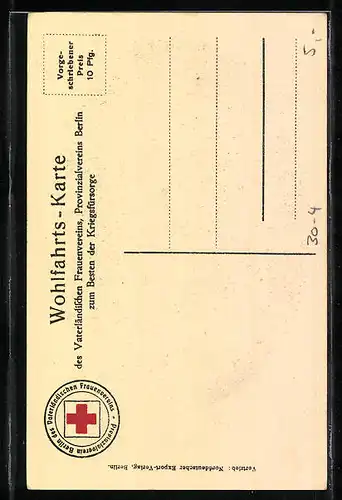 Wohlfahrts-Karte
des Vaterländischen Frauenvereins, Provinzialvereins Berlin
zum Besten der Kriegsfürsorge
Vorge-
schriebener
Preis
10 Pfg.
Provinzialverein Berlin des Vaterländischen Frauenvereins
Vertrieb: Norddeutscher Export-Verlag, Berlin.
5,-
30-4